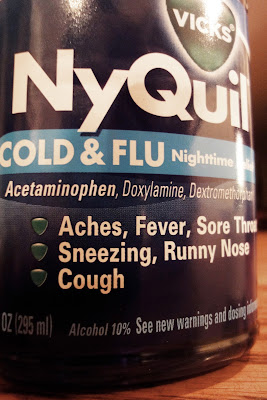 VICKS®
NyQuil
COLD & FLU Nighttime
Acetaminophen, Doxylamine, Dextromethorphan
Aches, Fever, Sore Throa
Sneezing, Runny Nose
Cough
OZ (295 ml) Alcohol 10% See new warnings and dosing